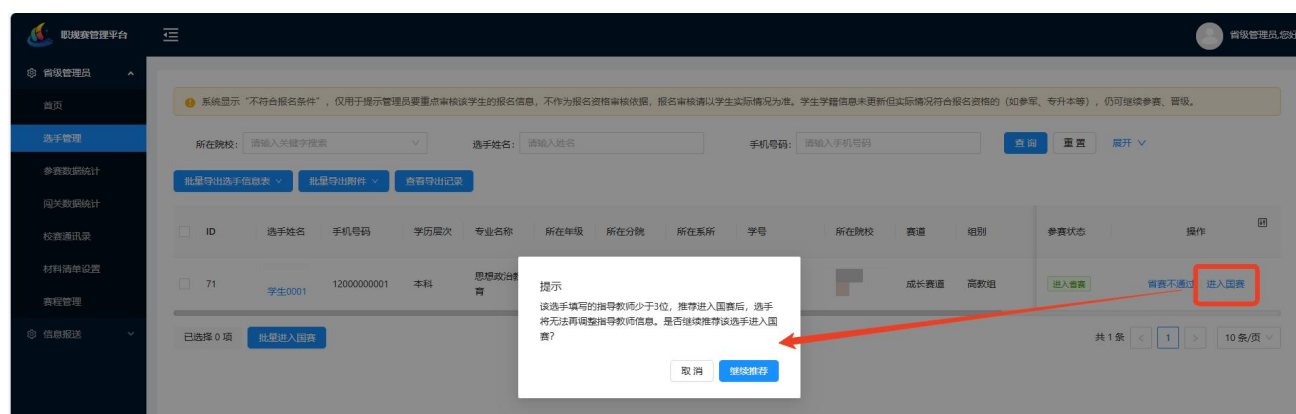 职规赛管理平台
省级管理员,您好
省级管理员
首页
选手管理
参赛数据统计
闯关数据统计
校赛通讯录
材料清单设置
赛程管理
信息报送
系统显示“不符合报名条件”，仅用于提示管理员要重点审核该学生的报名信息，不作为报名资格审核依据，报名审核请以学生实际情况为准。学生学籍信息未更新但实际情况符合报名资格的（如参军、专升本等），仍可继续参赛、晋级。
所在院校： 请输入关键字搜索 选手姓名： 请输入姓名 手机号码： 请输入手机号码 查 询 重 置 展开
批量导出选手信息表 批量导出附件 查看导出记录
ID 选手姓名 手机号码 学历层次 专业名称 所在年级 所在分院 所在系所 学号 所在院校 赛道 组别 参赛状态 操作
71 学生0001 12000000001 本科 思想政治教
育
成长赛道 高教组 进入省赛 省赛不通过 进入国赛
提示
该选手填写的指导教师少于3位，推荐进入国赛后，选手
将无法再调整指导教师信息。是否继续推荐该选手进入国
赛？
取 消 继续推荐
已选择 0 项 批量进入国赛 共 1 条 < 1 > 10 条/页